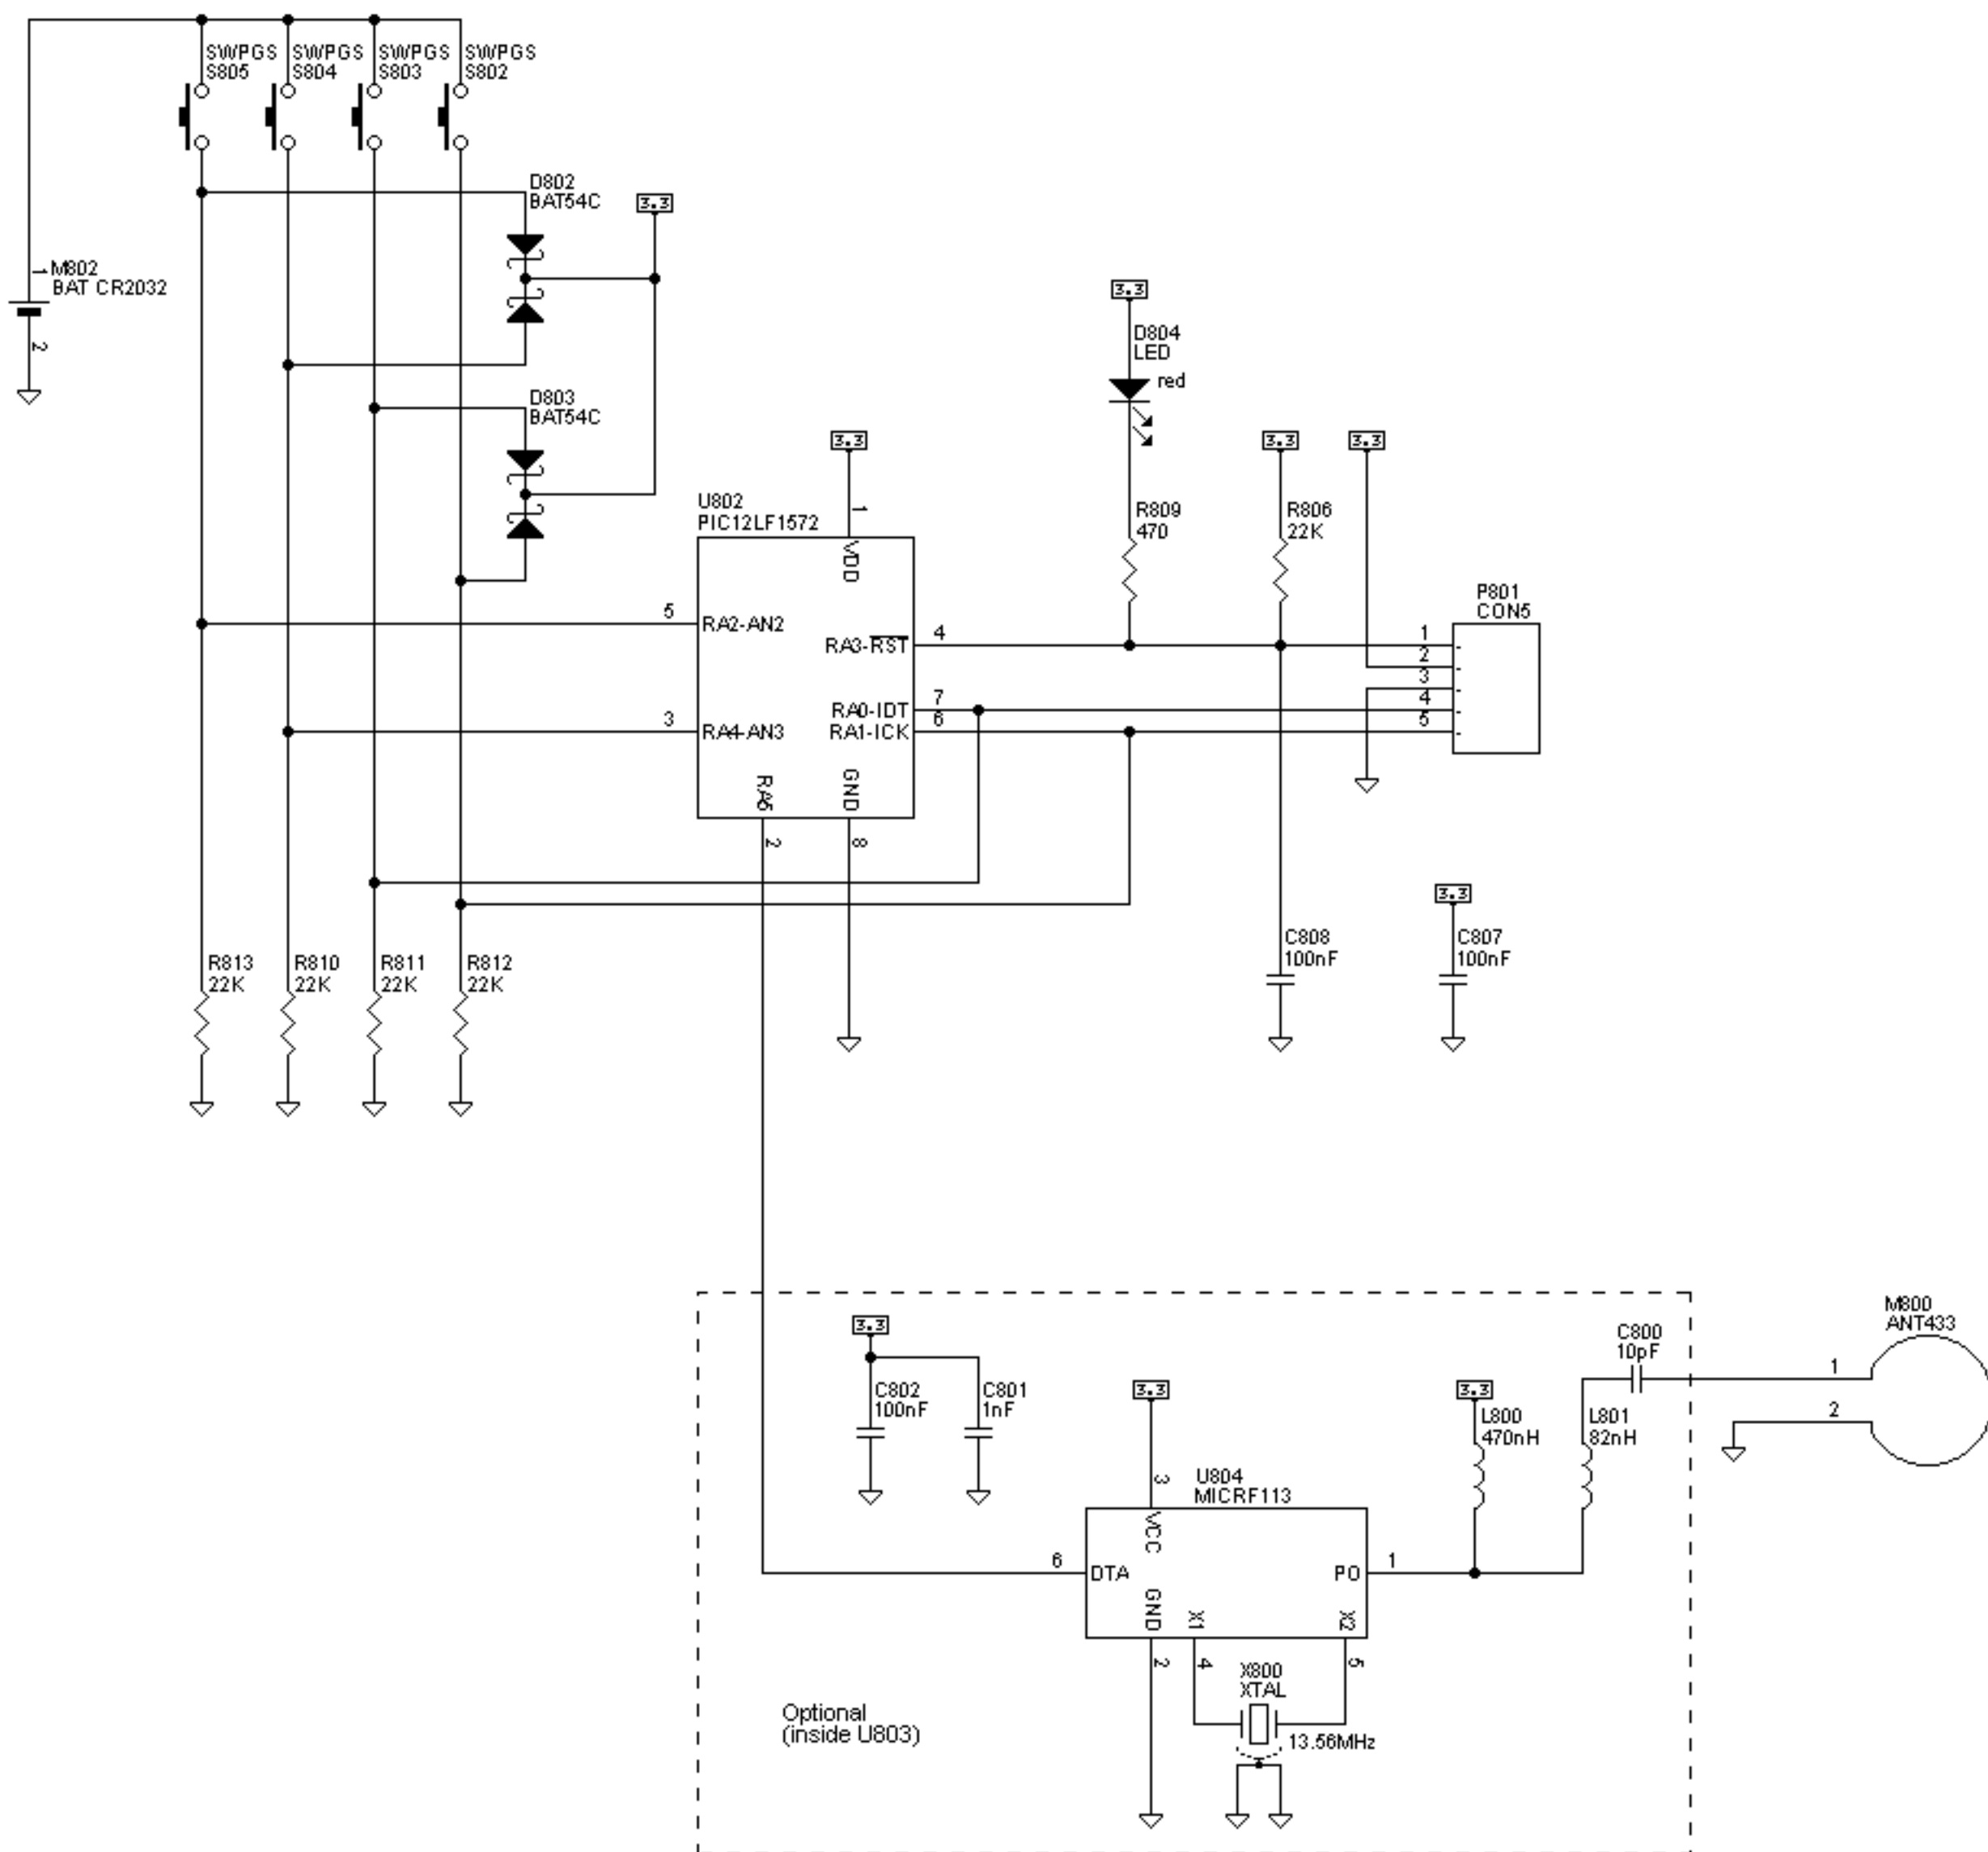 SWPGS SWPGS SWPGS SWPGS
S805 S804 S803 S802
D802
BAT54C
3.3
1 M802
BAT CR2032
2
3.3
D804
LED
red
D803
BAT54C
3.3
3.3
3.3
U802
PIC12LF1572
1
VDD
R809
470
R806
22K
P801
CON5
5 RA2-AN2
RA3-RST 4
1
2
3
4
5
RA0-IDT 7
RA1-ICK 6
3 RA4-AN3
RA5
GND
2
8
3.3
C808
100nF
C807
100nF
R813 R810 R811 R812
22K 22K 22K 22K
3.3
C802
100nF
C801
1nF
3.3
3.3
L800
470nH
C800
10pF
L801
82nH
M800
ANT433
1
2
3
U804
MICRF113
VCC
6 DTA
PO 1
GND
X1
X2
2
4
5
X800
XTAL
13.56MHz
Optional
(inside U803)